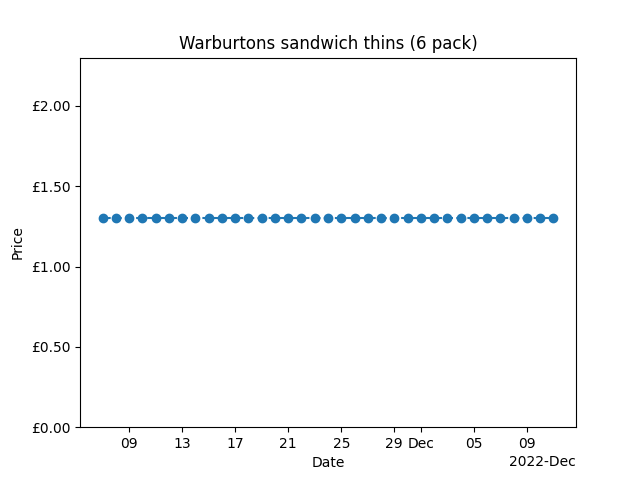 Warburtons sandwich thins (6 pack)
£2.00
£1.50
£1.00
£0.50
£0.00
Price
09 13 17 21 25 29 Dec 05 09
Date
2022-Dec